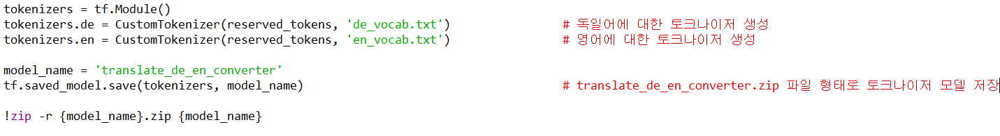 tokenizers = tf.Module()
tokenizers.de = CustomTokenizer(reserved_tokens, 'de_vocab.txt') # 독일어에 대한 토크나이저 생성
tokenizers.en = CustomTokenizer(reserved_tokens, 'en_vocab.txt') # 영어에 대한 토크나이저 생성
model_name = 'translate_de_en_converter'
tf.saved_model.save(tokenizers, model_name) # translate_de_en_converter.zip 파일 형태로 토크나이저 모델 저장
!zip -r {model_name}.zip {model_name}